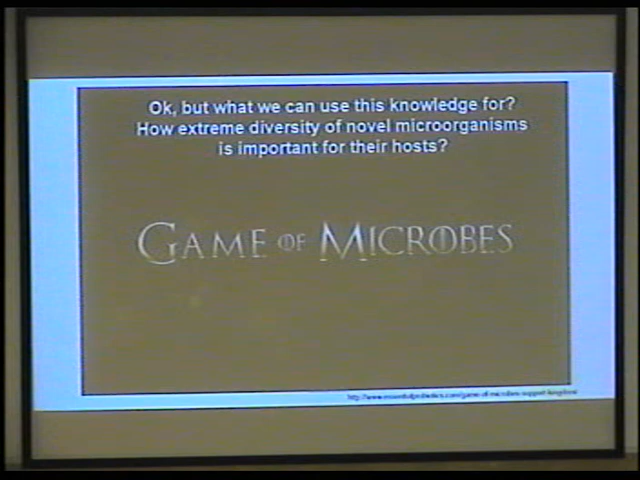 Ok, but what we can use this knowledge for?
How extreme diversity of novel microorganisms
is important for their hosts?
GAME OF MICROBES